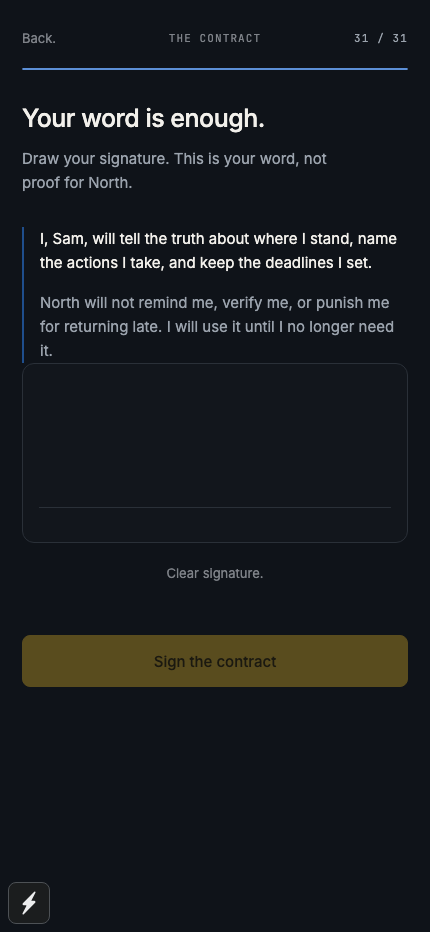 Back.
THE CONTRACT
31 / 31
Your word is enough.
Draw your signature. This is your word, not
proof for North.
I, Sam, will tell the truth about where I stand, name
the actions I take, and keep the deadlines I set.
North will not remind me, verify me, or punish me
for returning late. I will use it until I no longer need
it.
Clear signature.
Sign the contract